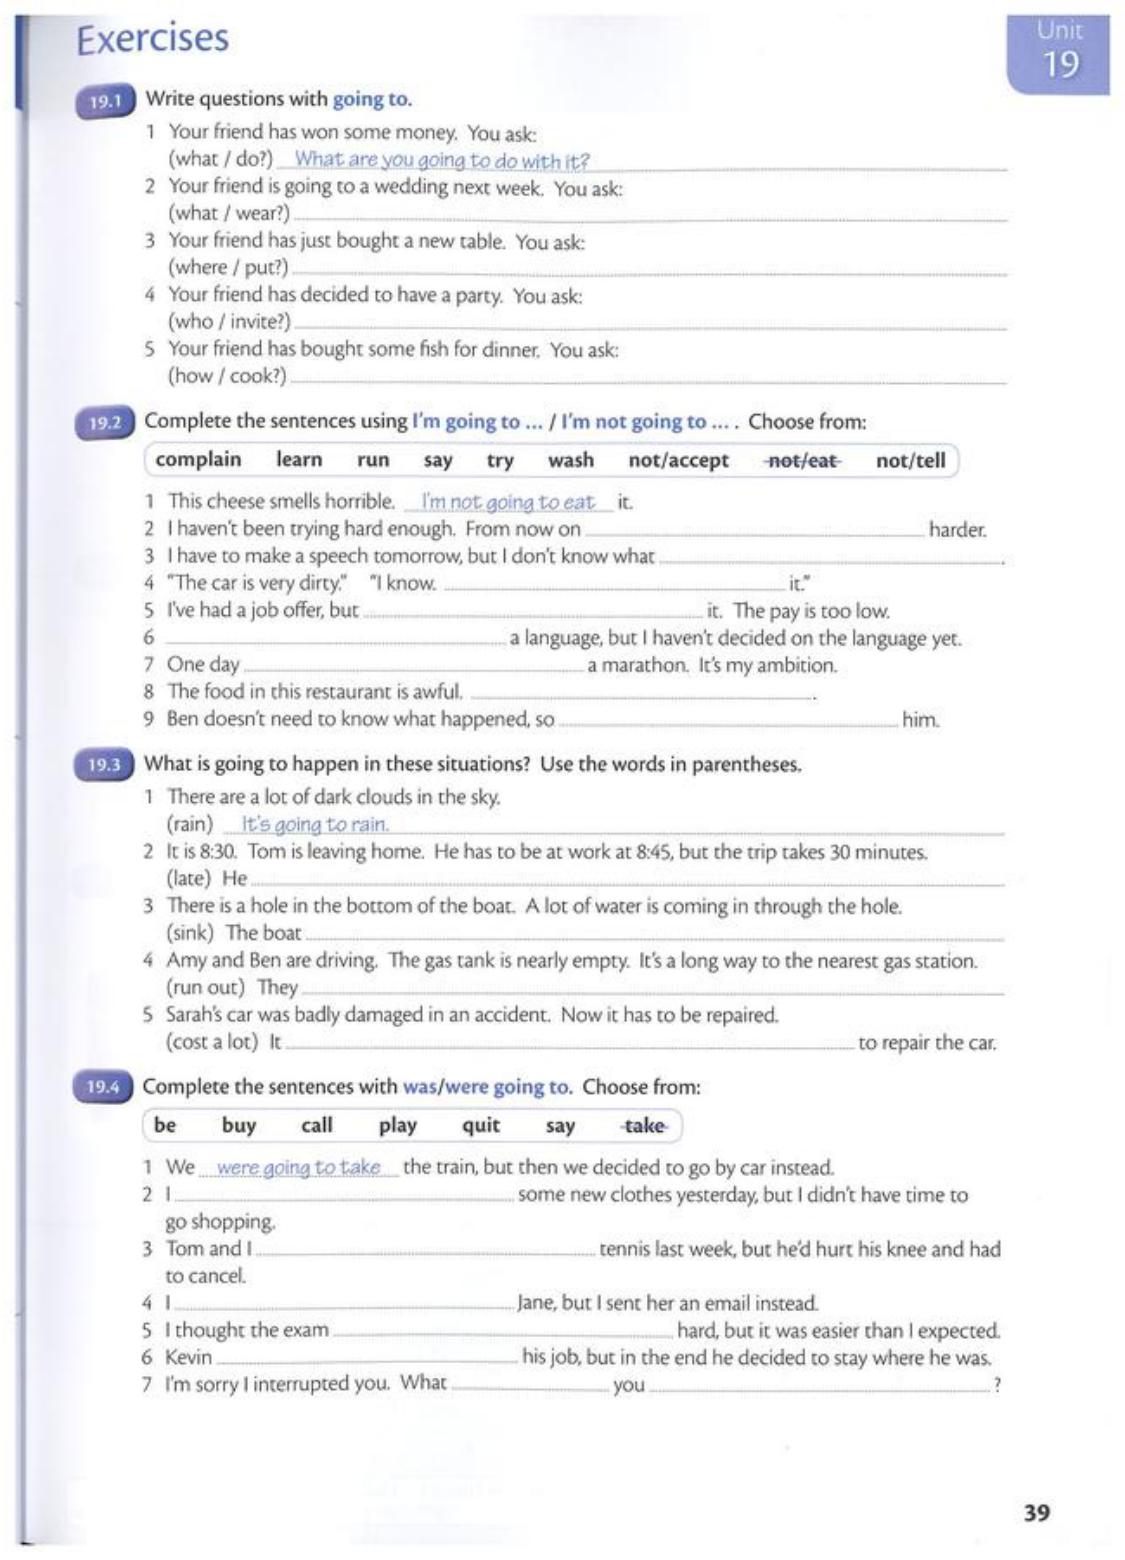 Exercises
Unit
19
19.1 Write questions with going to.
1 Your friend has won some money. You ask:
(what / do?) What are you going to do with it?
2 Your friend is going to a wedding next week. You ask:
(what / wear?)
3 Your friend has just bought a new table. You ask:
(where / put?)
4 Your friend has decided to have a party. You ask:
(who / invite?)
5 Your friend has bought some fish for dinner. You ask:
(how / cook?)
19.2 Complete the sentences using I'm going to ... / I'm not going to ... . Choose from:
complain learn run say try wash not/accept not/eat not/tell
1 This cheese smells horrible. I'm not going to eat it.
2 I haven't been trying hard enough. From now on harder.
3 I have to make a speech tomorrow, but I don't know what .
4 "The car is very dirty." "I know. it."
5 I've had a job offer, but it. The pay is too low.
6 a language, but I haven't decided on the language yet.
7 One day a marathon. It's my ambition.
8 The food in this restaurant is awful. .
9 Ben doesn't need to know what happened, so him.
19.3 What is going to happen in these situations? Use the words in parentheses.
1 There are a lot of dark clouds in the sky.
(rain) It's going to rain.
2 It is 8:30. Tom is leaving home. He has to be at work at 8:45, but the trip takes 30 minutes.
(late) He
3 There is a hole in the bottom of the boat. A lot of water is coming in through the hole.
(sink) The boat
4 Amy and Ben are driving. The gas tank is nearly empty. It's a long way to the nearest gas station.
(run out) They
5 Sarah's car was badly damaged in an accident. Now it has to be repaired.
(cost a lot) It to repair the car.
19.4 Complete the sentences with was/were going to. Choose from:
be buy call play quit say take
1 We were going to take the train, but then we decided to go by car instead.
2 I some new clothes yesterday, but I didn't have time to
go shopping.
3 Tom and I tennis last week, but he'd hurt his knee and had
to cancel.
4 I Jane, but I sent her an email instead.
5 I thought the exam hard, but it was easier than I expected.
6 Kevin his job, but in the end he decided to stay where he was.
7 I'm sorry I interrupted you. What you ?
39